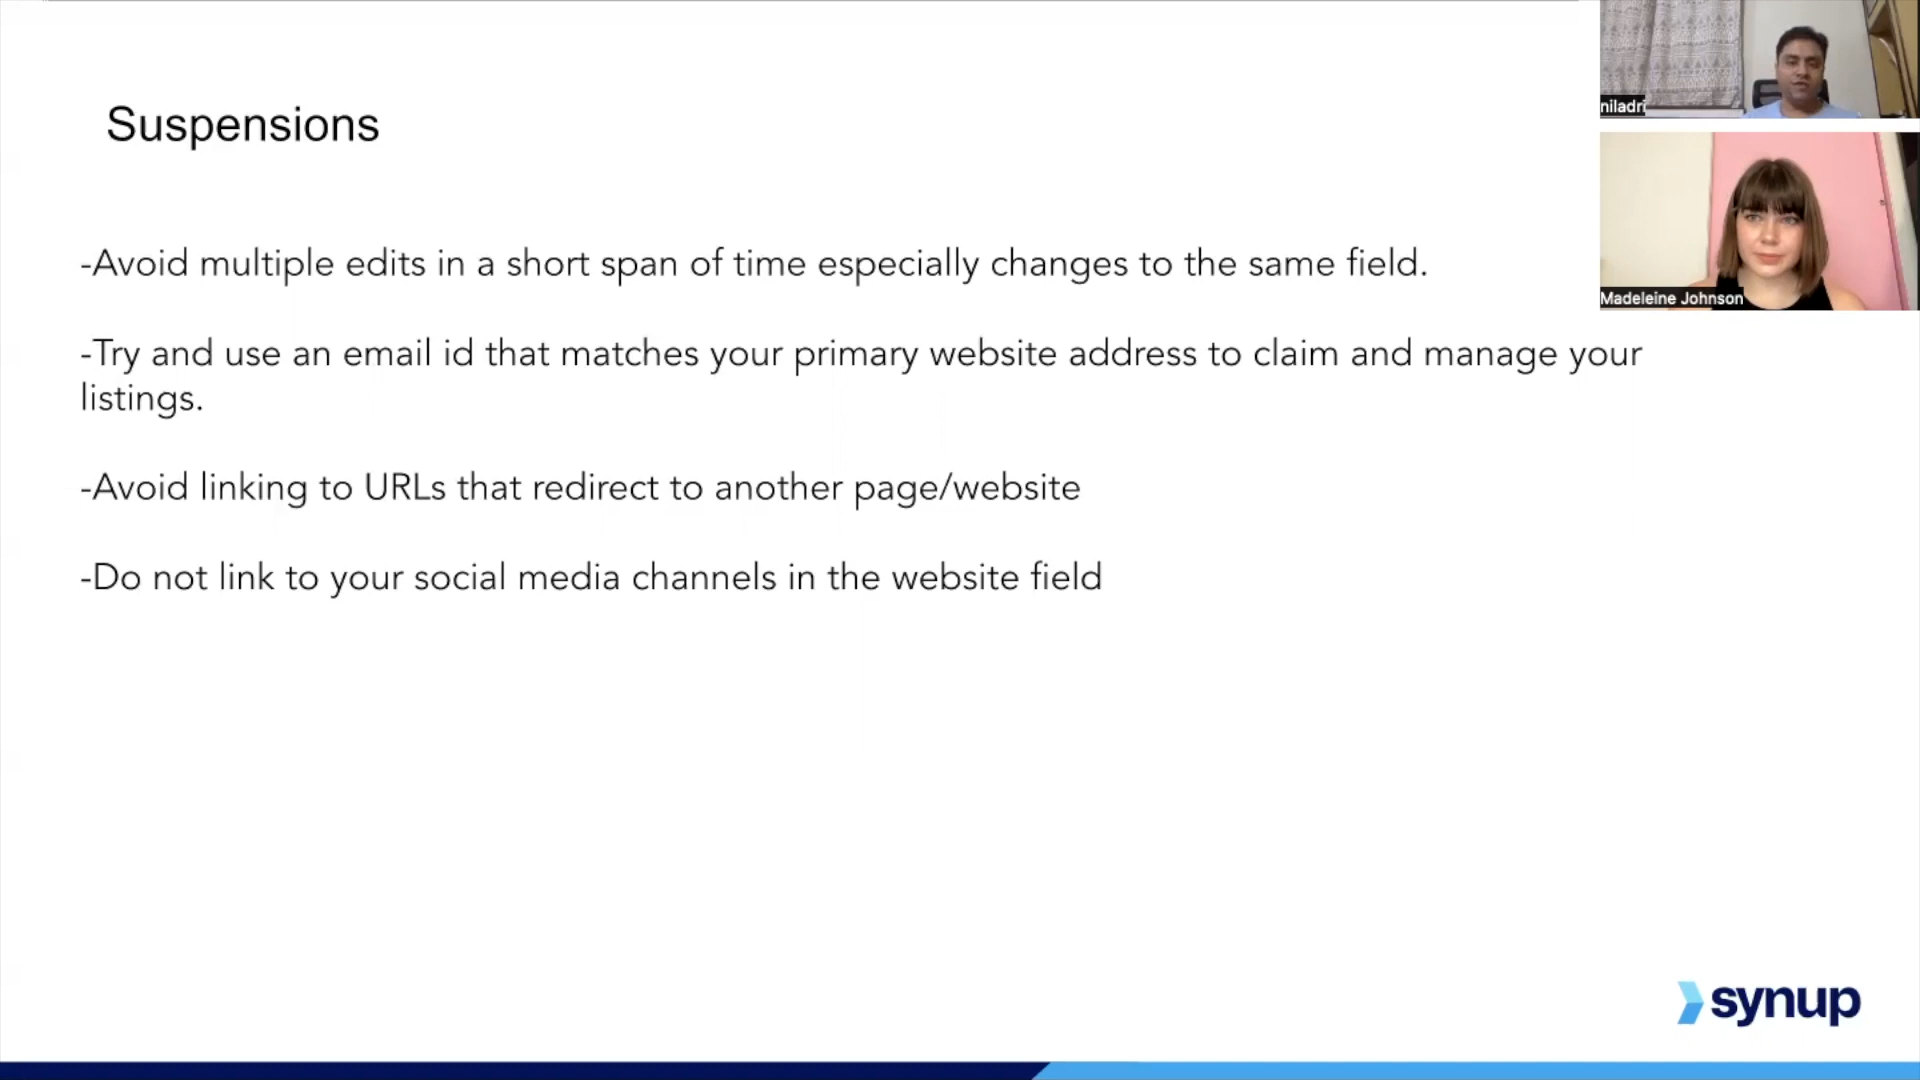 Suspensions
-Avoid multiple edits in a short span of time especially changes to the same field.
-Try and use an email id that matches your primary website address to claim and manage your
listings.
-Avoid linking to URLs that redirect to another page/website
-Do not link to your social media channels in the website field
niladri
Madeleine Johnson
synup